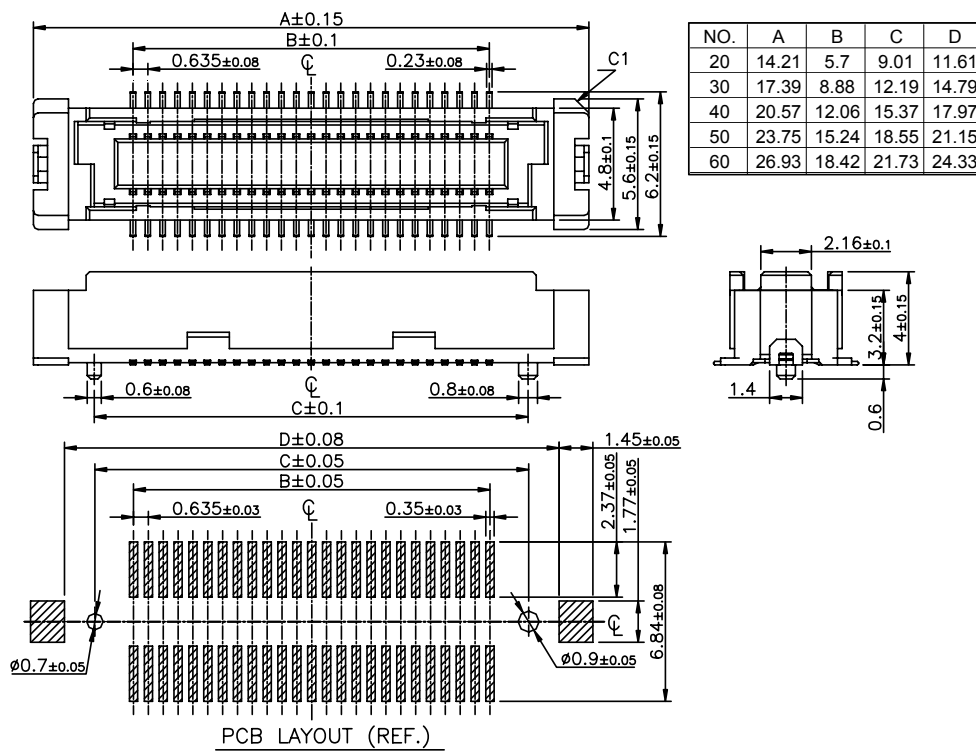 A±0.15
B±0.1
0.635±0.08
℄
0.23±0.08
C1
4.8±0.1
5.6±0.15
6.2±0.15
NO. A B C D
20 14.21 5.7 9.01 11.61
30 17.39 8.88 12.19 14.79
40 20.57 12.06 15.37 17.97
50 23.75 15.24 18.55 21.15
60 26.93 18.42 21.73 24.33
0.6±0.08
℄
0.8±0.08
C±0.1
2.16±0.1
3.2±0.15
4±0.15
1.4
0.6
D±0.08
1.45±0.05
C±0.05
B±0.05
0.635±0.03
℄
0.35±0.03
2.37±0.05
1.77±0.05
℄
6.84±0.08
Ø0.7±0.05
Ø0.9±0.05
PCB LAYOUT (REF.)